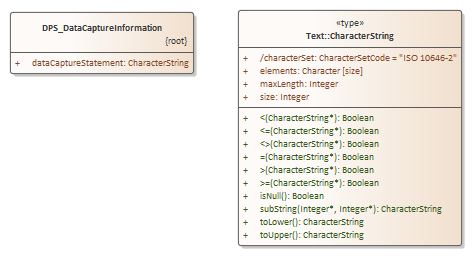 DPS_DataCaptureInformation
{root}
+ dataCaptureStatement: CharacterString
«type»
Text::CharacterString
+ /characterSet: CharacterSetCode = "ISO 10646-2"
+ elements: Character [size]
+ maxLength: Integer
+ size: Integer
+ <(CharacterString*): Boolean
+ <=(CharacterString*): Boolean
+ <>(CharacterString*): Boolean
+ =(CharacterString*): Boolean
+ >(CharacterString*): Boolean
+ >=(CharacterString*): Boolean
+ isNull(): Boolean
+ subString(Integer*, Integer*): CharacterString
+ toLower(): CharacterString
+ toUper(): CharacterString